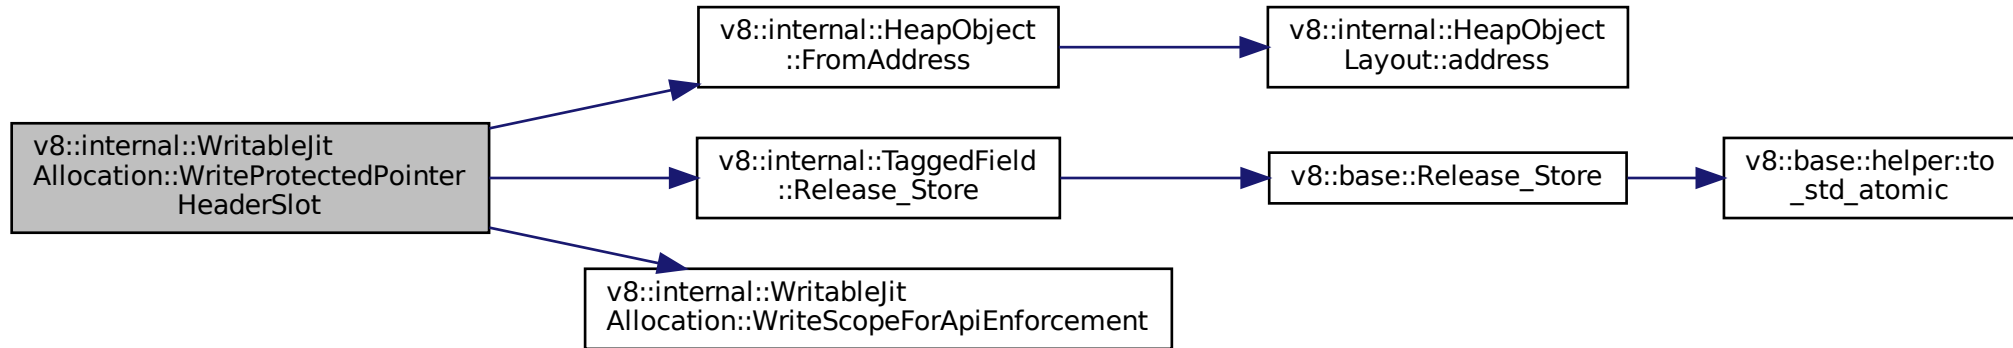 v8::internal::WritableJit
Allocation::WriteProtectedPointer
HeaderSlot
v8::internal::HeapObject
::FromAddress
v8::internal::HeapObject
Layout::address
v8::internal::TaggedField
::Release_Store
v8::base::Release_Store
v8::base::helper::to
_std_atomic
v8::internal::WritableJit
Allocation::WriteScopeForApiEnforcement